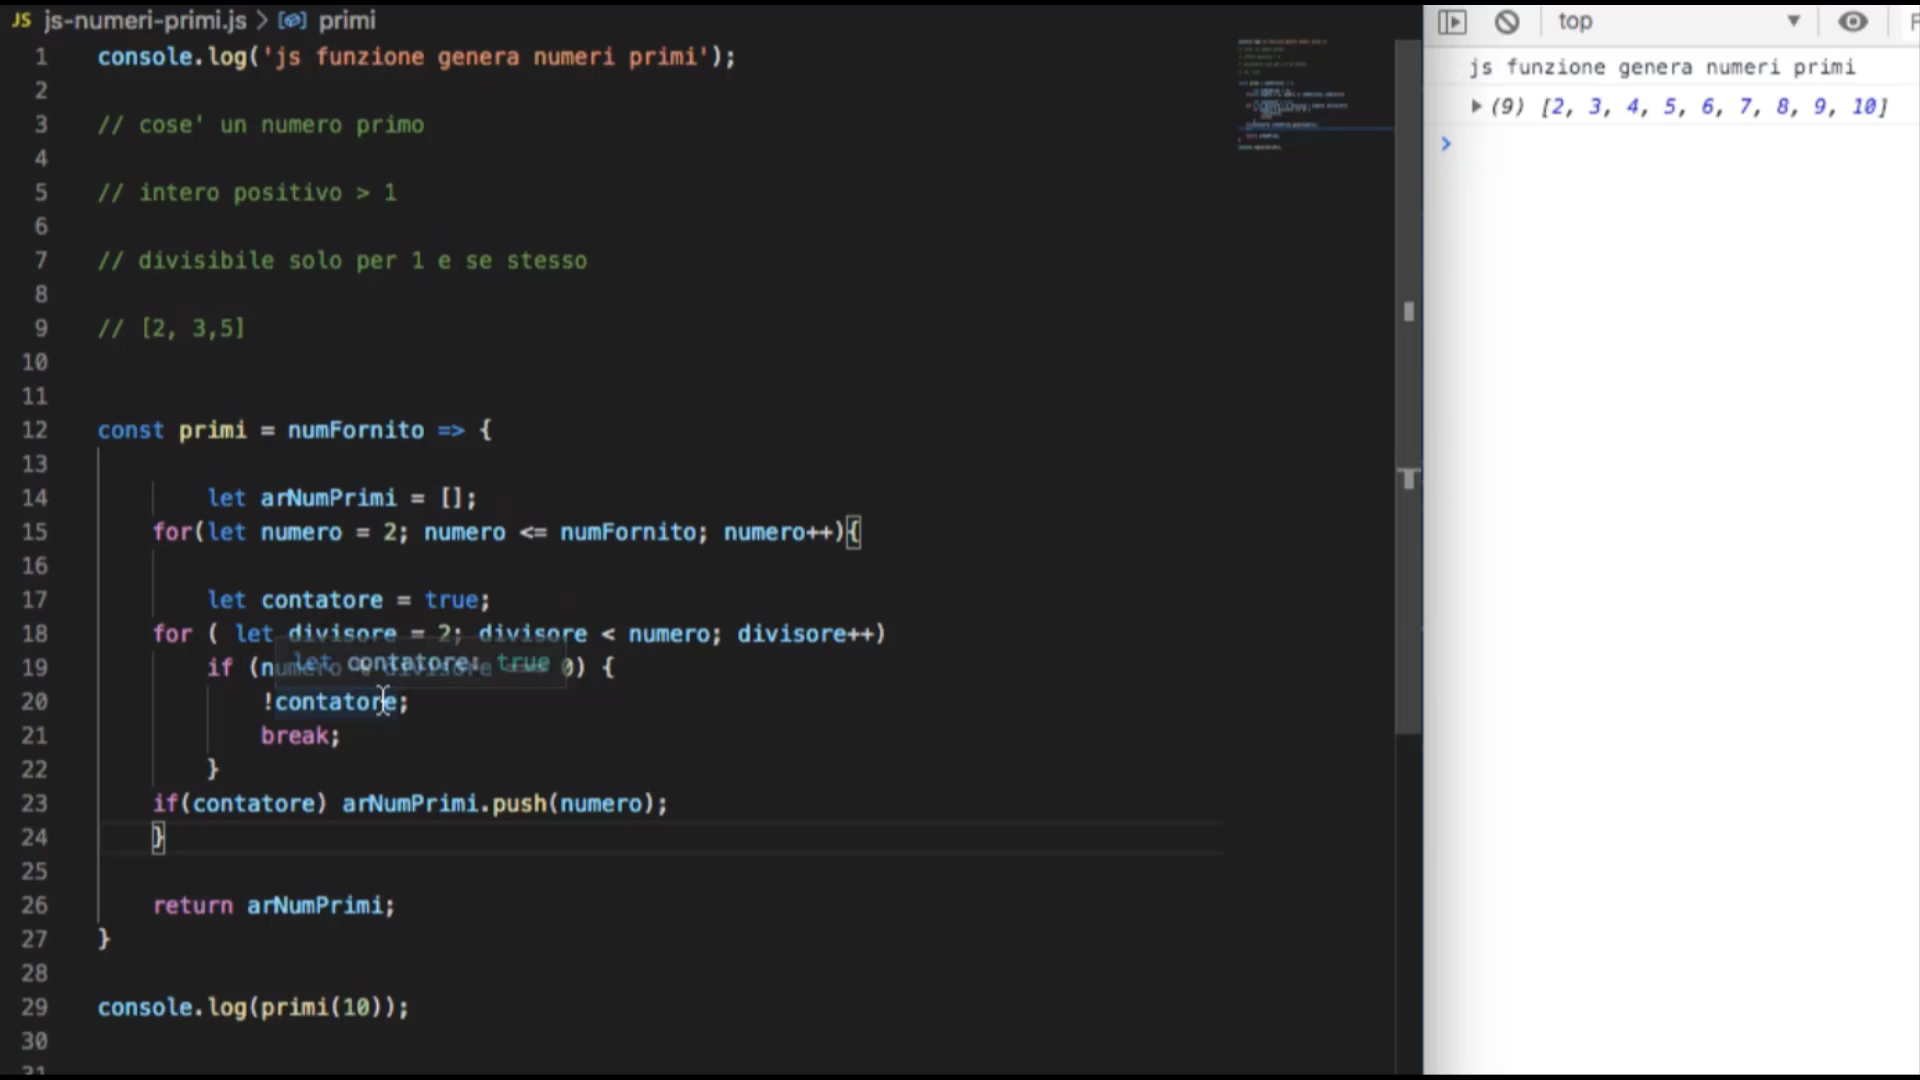 JS js-numeri-primi.js > primi
1 console.log('js funzione genera numeri primi');
2
3 // cose' un numero primo
4
5 // intero positivo > 1
6
7 // divisibile solo per 1 e se stesso
8
9 // [2, 3,5]
10
11
12 const primi = numFornito => {
13
14 let arNumPrimi = [];
15 for(let numero = 2; numero <= numFornito; numero++){
16
17 let contatore = true;
18 for ( let divisore = 2; divisore < numero; divisore++)
let contatore: true
19 if (numero divisore 0) {
20 !contatore;
21 break;
22 }
23 if(contatore) arNumPrimi.push(numero);
24 }
25
26 return arNumPrimi;
27 }
28
29 console.log(primi(10));
30
31
top
js funzione genera numeri primi
(9) [2, 3, 4, 5, 6, 7, 8, 9, 10]